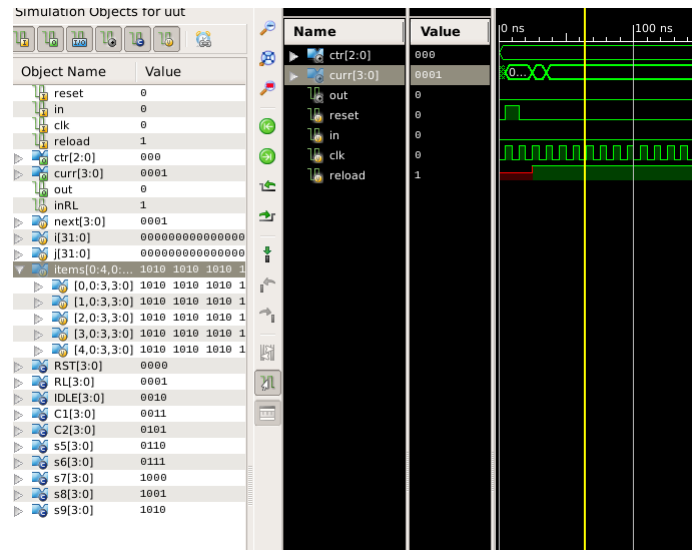 Simulation Objects for uut
Object Name Value
reset 0
in 0
clk 0
reload 1
ctr[2:0] 000
curr[3:0] 0001
out 0
inRL 1
next[3:0] 0001
i[31:0] 000000000000000
j[31:0] 000000000000000
items[0:4,0:... 1010 1010 1010 1
[0,0:3,3:0] 1010 1010 1010 1
[1,0:3,3:0] 1010 1010 1010 1
[2,0:3,3:0] 1010 1010 1010 1
[3,0:3,3:0] 1010 1010 1010 1
[4,0:3,3:0] 1010 1010 1010 1
RST[3:0] 0000
RL[3:0] 0001
IDLE[3:0] 0010
C1[3:0] 0011
C2[3:0] 0101
s5[3:0] 0110
s6[3:0] 0111
s7[3:0] 1000
s8[3:0] 1001
s9[3:0] 1010
Name Value
ctr[2:0] 000
curr[3:0] 0001
out 0
reset 0
in 0
clk 0
reload 1
0 ns 100 ns
0...